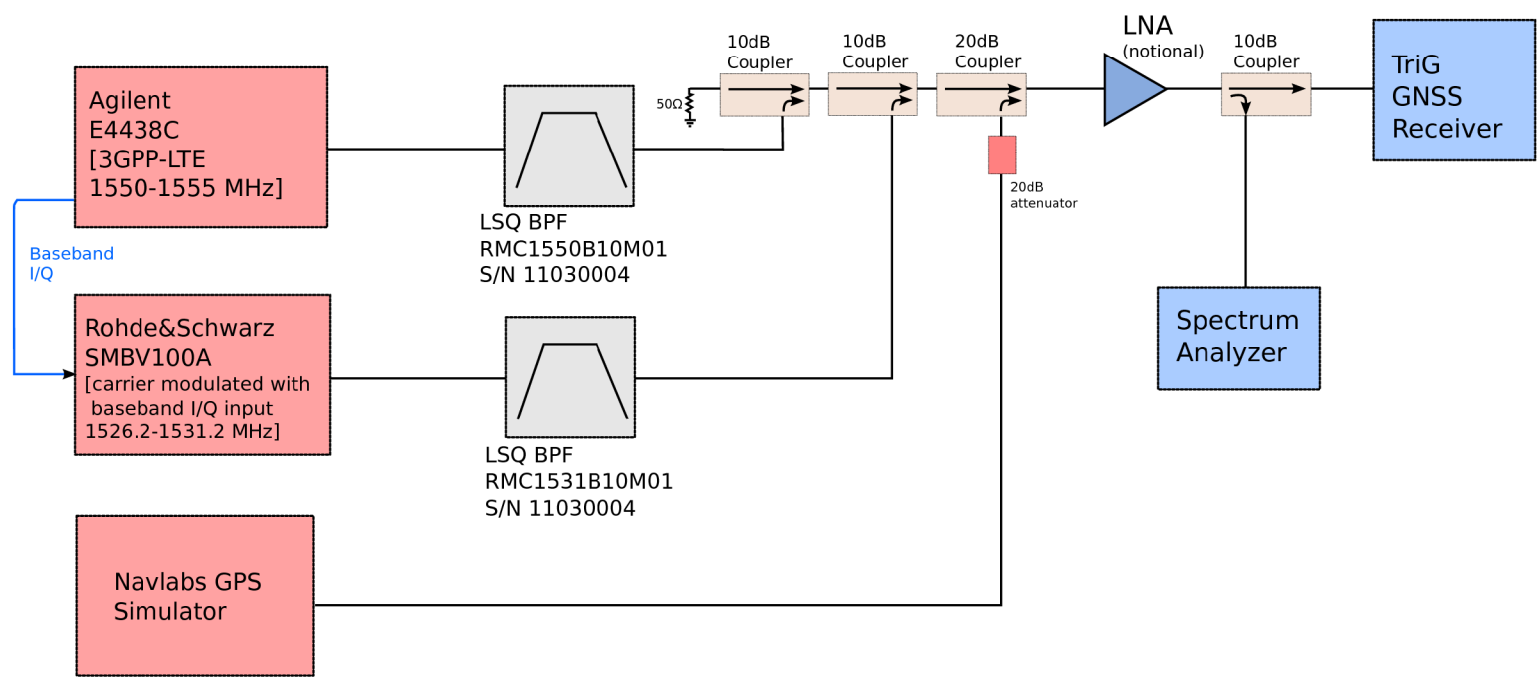 Agilent
E4438C
[3GPP-LTE
1550-1555 MHz]
Baseband
I/Q
Rohde&Schwarz
SMBV100A
[carrier modulated with
baseband I/Q input
1526.2-1531.2 MHz]
Navlabs GPS
Simulator
LSQ BPF
RMC1550B10M01
S/N 11030004
LSQ BPF
RMC1531B10M01
S/N 11030004
50Ω
10dB
Coupler
10dB
Coupler
20dB
Coupler
20dB
attenuator
LNA
(notional)
10dB
Coupler
TriG
GNSS
Receiver
Spectrum
Analyzer